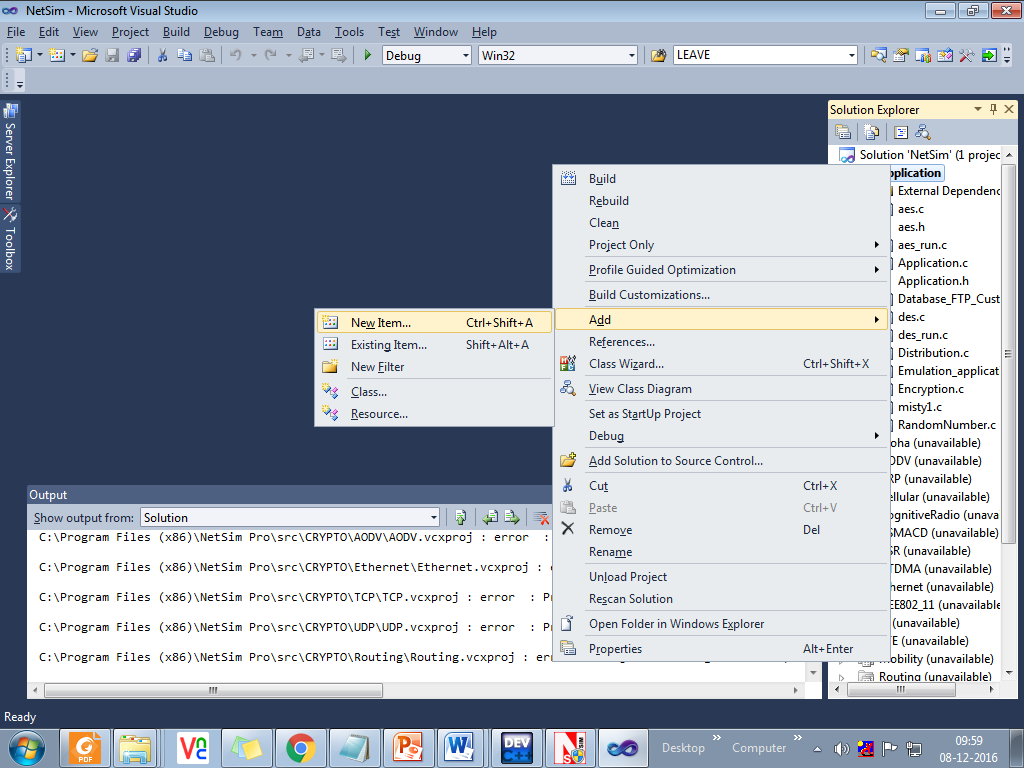 NetSim - Microsoft Visual Studio
File Edit View Project Build Debug Team Data Tools Test Window Help
Debug Win32 LEAVE
Server Explorer
Toolbox
Solution Explorer
Solution 'NetSim' (1 projec
pplication
External Dependenc
aes.c
aes.h
aes_run.c
Application.c
Application.h
Database_FTP_Cust
des.c
des_run.c
Distribution.c
Emulation_applicat
Encryption.c
misty1.c
RandomNumber.c
oha (unavailable)
ODV (unavailable)
RP (unavailable)
ellular (unavailable)
ognitiveRadio (unava
SMACD (unavailable)
SR (unavailable)
TDMA (unavailable)
hernet (unavailable)
EE802_11 (unavailable
(unavailable)
E (unavailable)
Mobility (unavailable)
Routing (unavailable)
Build
Rebuild
Clean
Project Only
Profile Guided Optimization
Build Customizations...
Add
References...
Class Wizard... Ctrl+Shift+X
View Class Diagram
Set as StartUp Project
Debug
Add Solution to Source Control...
Cut Ctrl+X
Paste Ctrl+V
Remove Del
Rename
Unload Project
Rescan Solution
Open Folder in Windows Explorer
Properties Alt+Enter
New Item... Ctrl+Shift+A
Existing Item... Shift+Alt+A
New Filter
Class...
Resource...
Output
Show output from: Solution
C:\Program Files (x86)\NetSim Pro\src\CRYPTO\AODV\AODV.vcxproj : error :
C:\Program Files (x86)\NetSim Pro\src\CRYPTO\Ethernet\Ethernet.vcxproj :
C:\Program Files (x86)\NetSim Pro\src\CRYPTO\TCP\TCP.vcxproj : error : Pr
C:\Program Files (x86)\NetSim Pro\src\CRYPTO\UDP\UDP.vcxproj : error : Pr
C:\Program Files (x86)\NetSim Pro\src\CRYPTO\Routing\Routing.vcxproj : err
Ready
PDF
VNC
DEV C++
Desktop » Computer »
09:59
08-12-2016